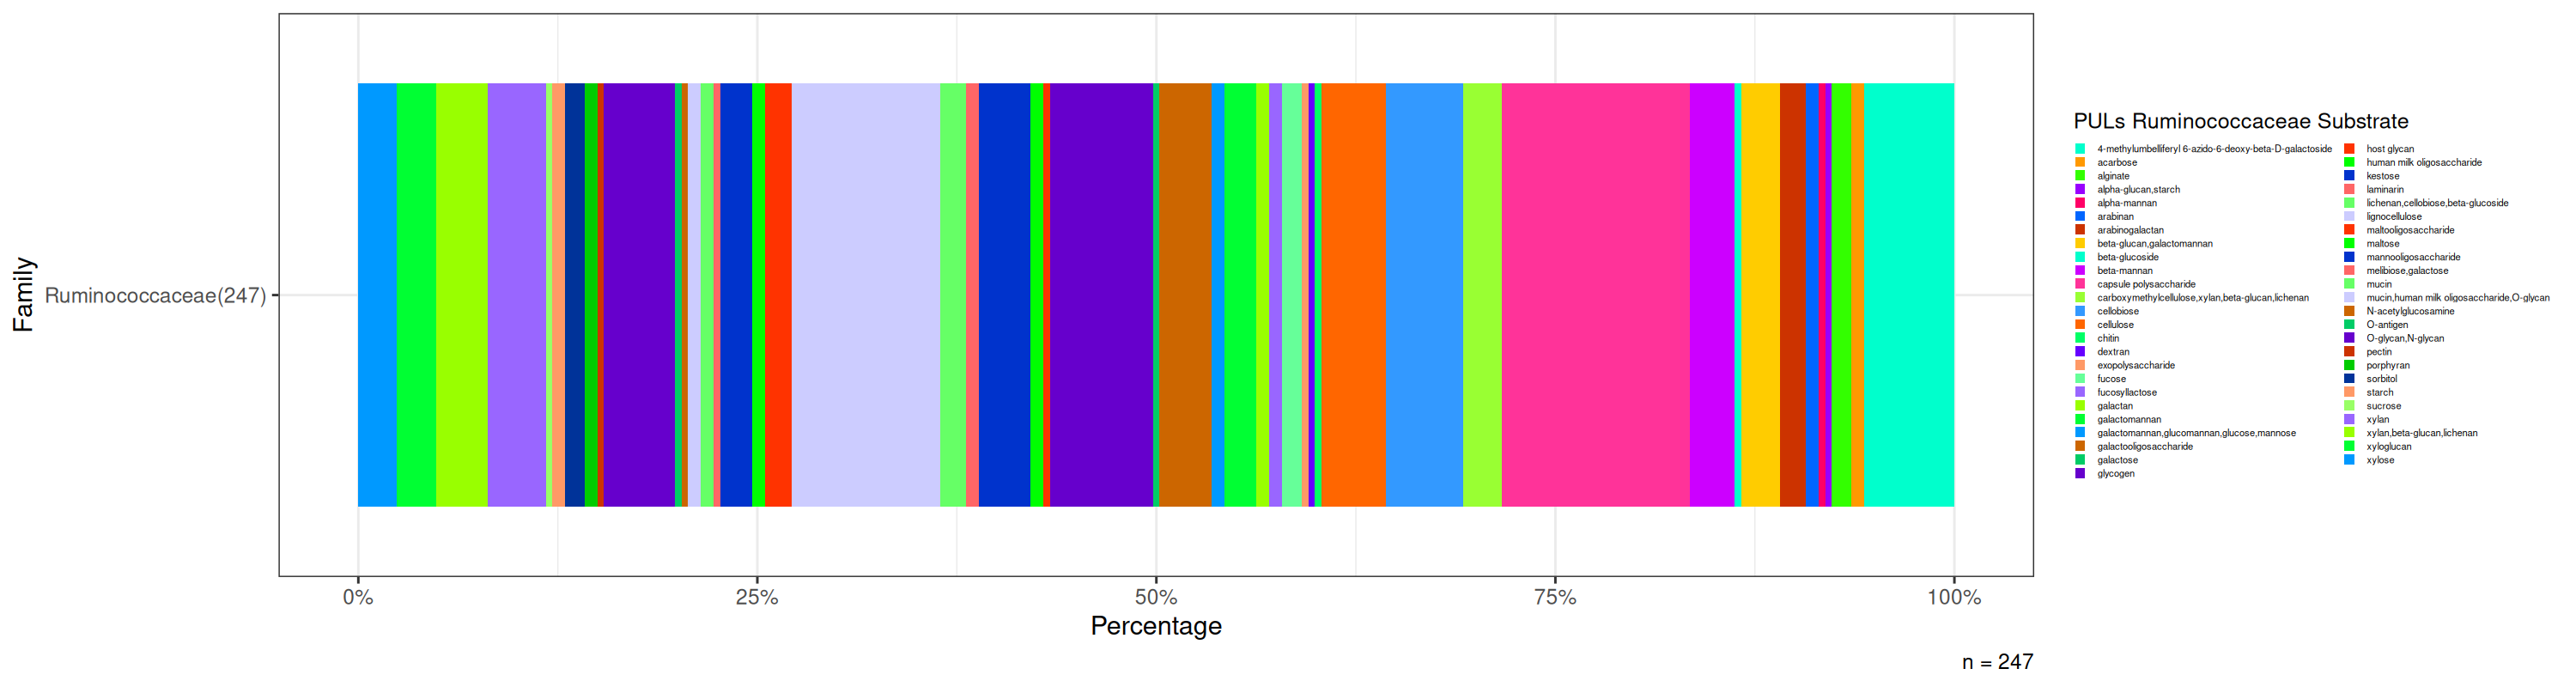 Family
Ruminococcaceae(247)
0% 25% 50% 75% 100%
Percentage
n = 247
PULs Ruminococcaceae Substrate
4-methylumbelliferyl 6-azido-6-deoxy-beta-D-galactoside
acarbose
alginate
alpha-glucan,starch
alpha-mannan
arabinan
arabinogalactan
beta-glucan,galactomannan
beta-glucoside
beta-mannan
capsule polysaccharide
carboxymethylcellulose,xylan,beta-glucan,lichenan
cellobiose
cellulose
chitin
dextran
exopolysaccharide
fucose
fucosyllactose
galactan
galactomannan
galactomannan,glucomannan,glucose,mannose
galactooligosaccharide
galactose
glycogen
host glycan
human milk oligosaccharide
kestose
laminarin
lichenan,cellobiose,beta-glucoside
lignocellulose
maltooligosaccharide
maltose
mannooligosaccharide
melibiose,galactose
mucin
mucin,human milk oligosaccharide,O-glycan
N-acetylglucosamine
O-antigen
O-glycan,N-glycan
pectin
porphyran
sorbitol
starch
sucrose
xylan
xylan,beta-glucan,lichenan
xyloglucan
xylose